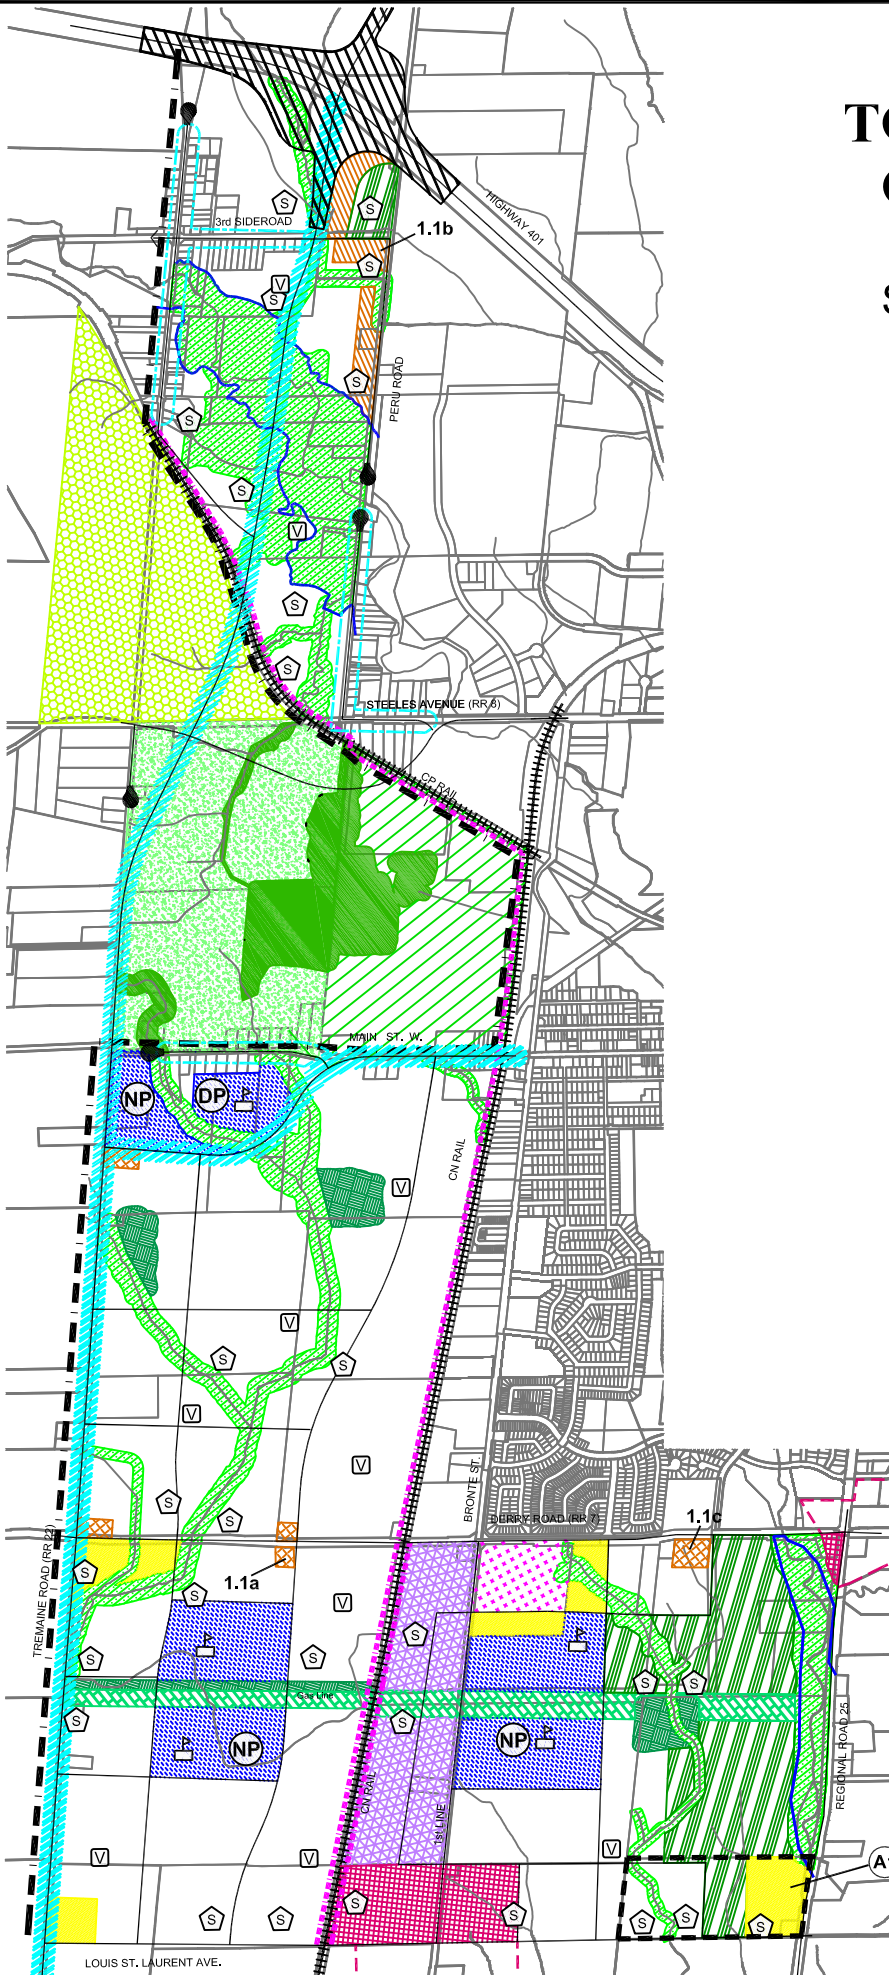 TO
S
S
3rd SIDEROAD
1.1b
HIGHWAY 401
S
V
S
S
PERU ROAD
S
S
V
S
S
STEELES AVENUE (RR 8)
CP RAIL
MAIN ST. W.
NP
DP
CN RAIL
V
V
S
S
V
V
BRONTE ST.
S
S
DERRY ROAD (RR 7)
1.1c
TREMAINE ROAD (RR 22)
S
1.1a
S
V
S
S
S
S
S
Gas Line
S
S
NP
NP
REGIONAL ROAD 25
CN RAIL
1st LINE
V
V
V
A
S
S
S
S
S
S
S
LOUIS ST. LAURENT AVE.